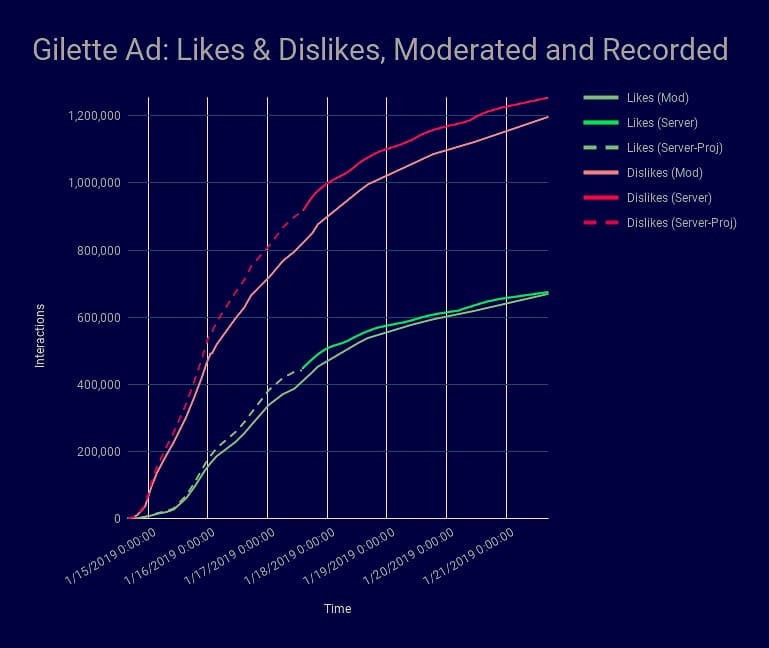 Gilette Ad: Likes & Dislikes, Moderated and Recorded
Likes (Mod)
Likes (Server)
Likes (Server-Proj)
Dislikes (Mod)
Dislikes (Server)
Dislikes (Server-Proj)
Interactions
1,200,000
1,000,000
800,000
600,000
400,000
200,000
0
1/15/2019 0:00:00
1/16/2019 0:00:00
1/17/2019 0:00:00
1/18/2019 0:00:00
1/19/2019 0:00:00
1/20/2019 0:00:00
1/21/2019 0:00:00
Time